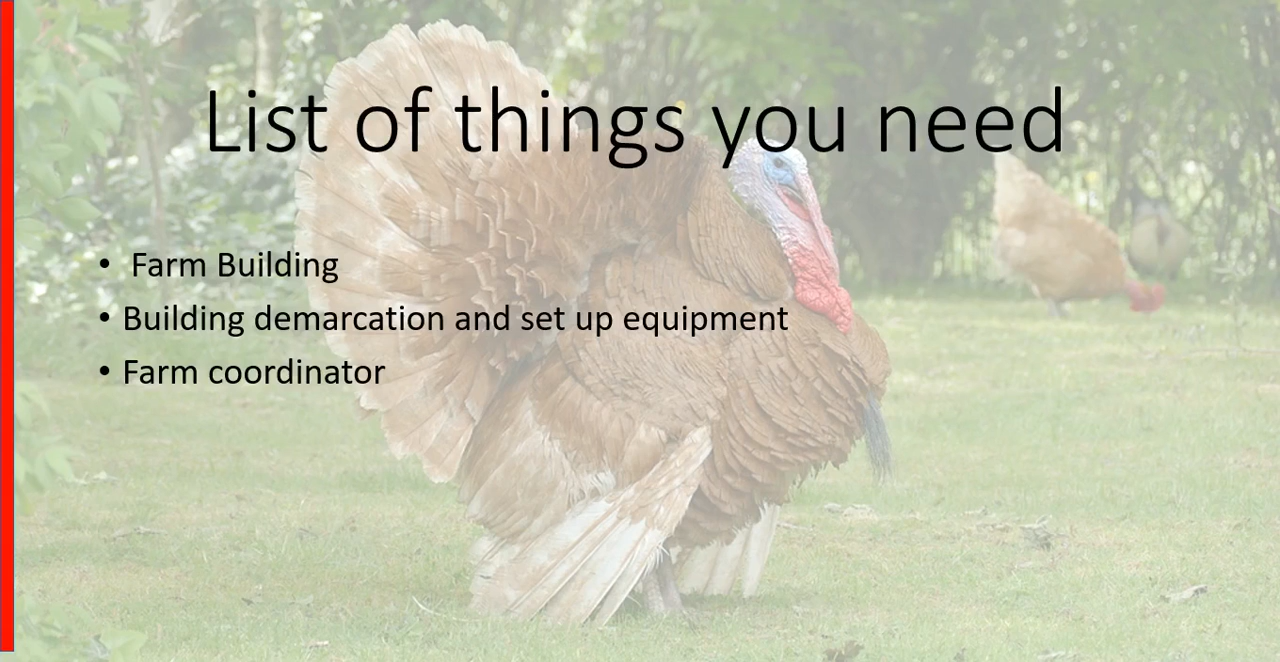 List of things you need
• Farm Building
• Building demarcation and set up equipment
• Farm coordinator